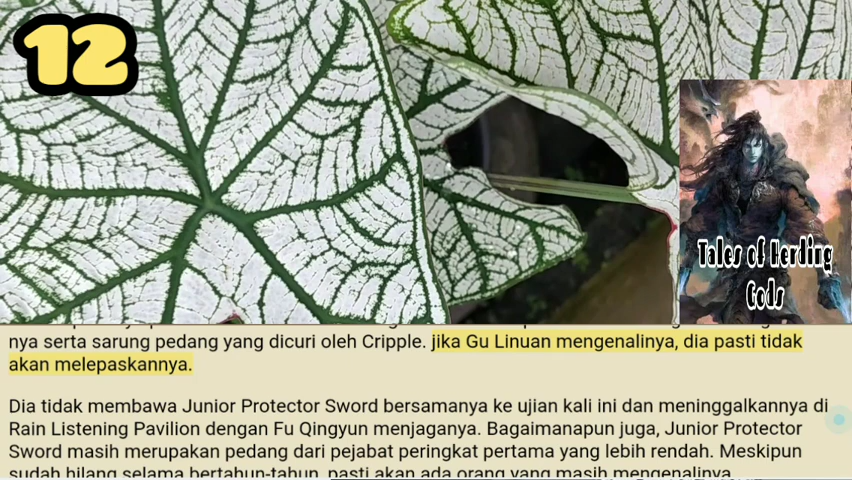 12
Tales of Herding
Gods
nya serta sarung pedang yang dicuri oleh Cripple. jika Gu Linuan mengenalinya, dia pasti tidak
akan melepaskannya.
Dia tidak membawa Junior Protector Sword bersamanya ke ujian kali ini dan meninggalkannya di
Rain Listening Pavilion dengan Fu Qingyun menjaganya. Bagaimanapun juga, Junior Protector
Sword masih merupakan pedang dari pejabat peringkat pertama yang lebih rendah. Meskipun
sudah hilang selama bertahun-tahun, pasti akan ada orang yang masih mengenalinya.